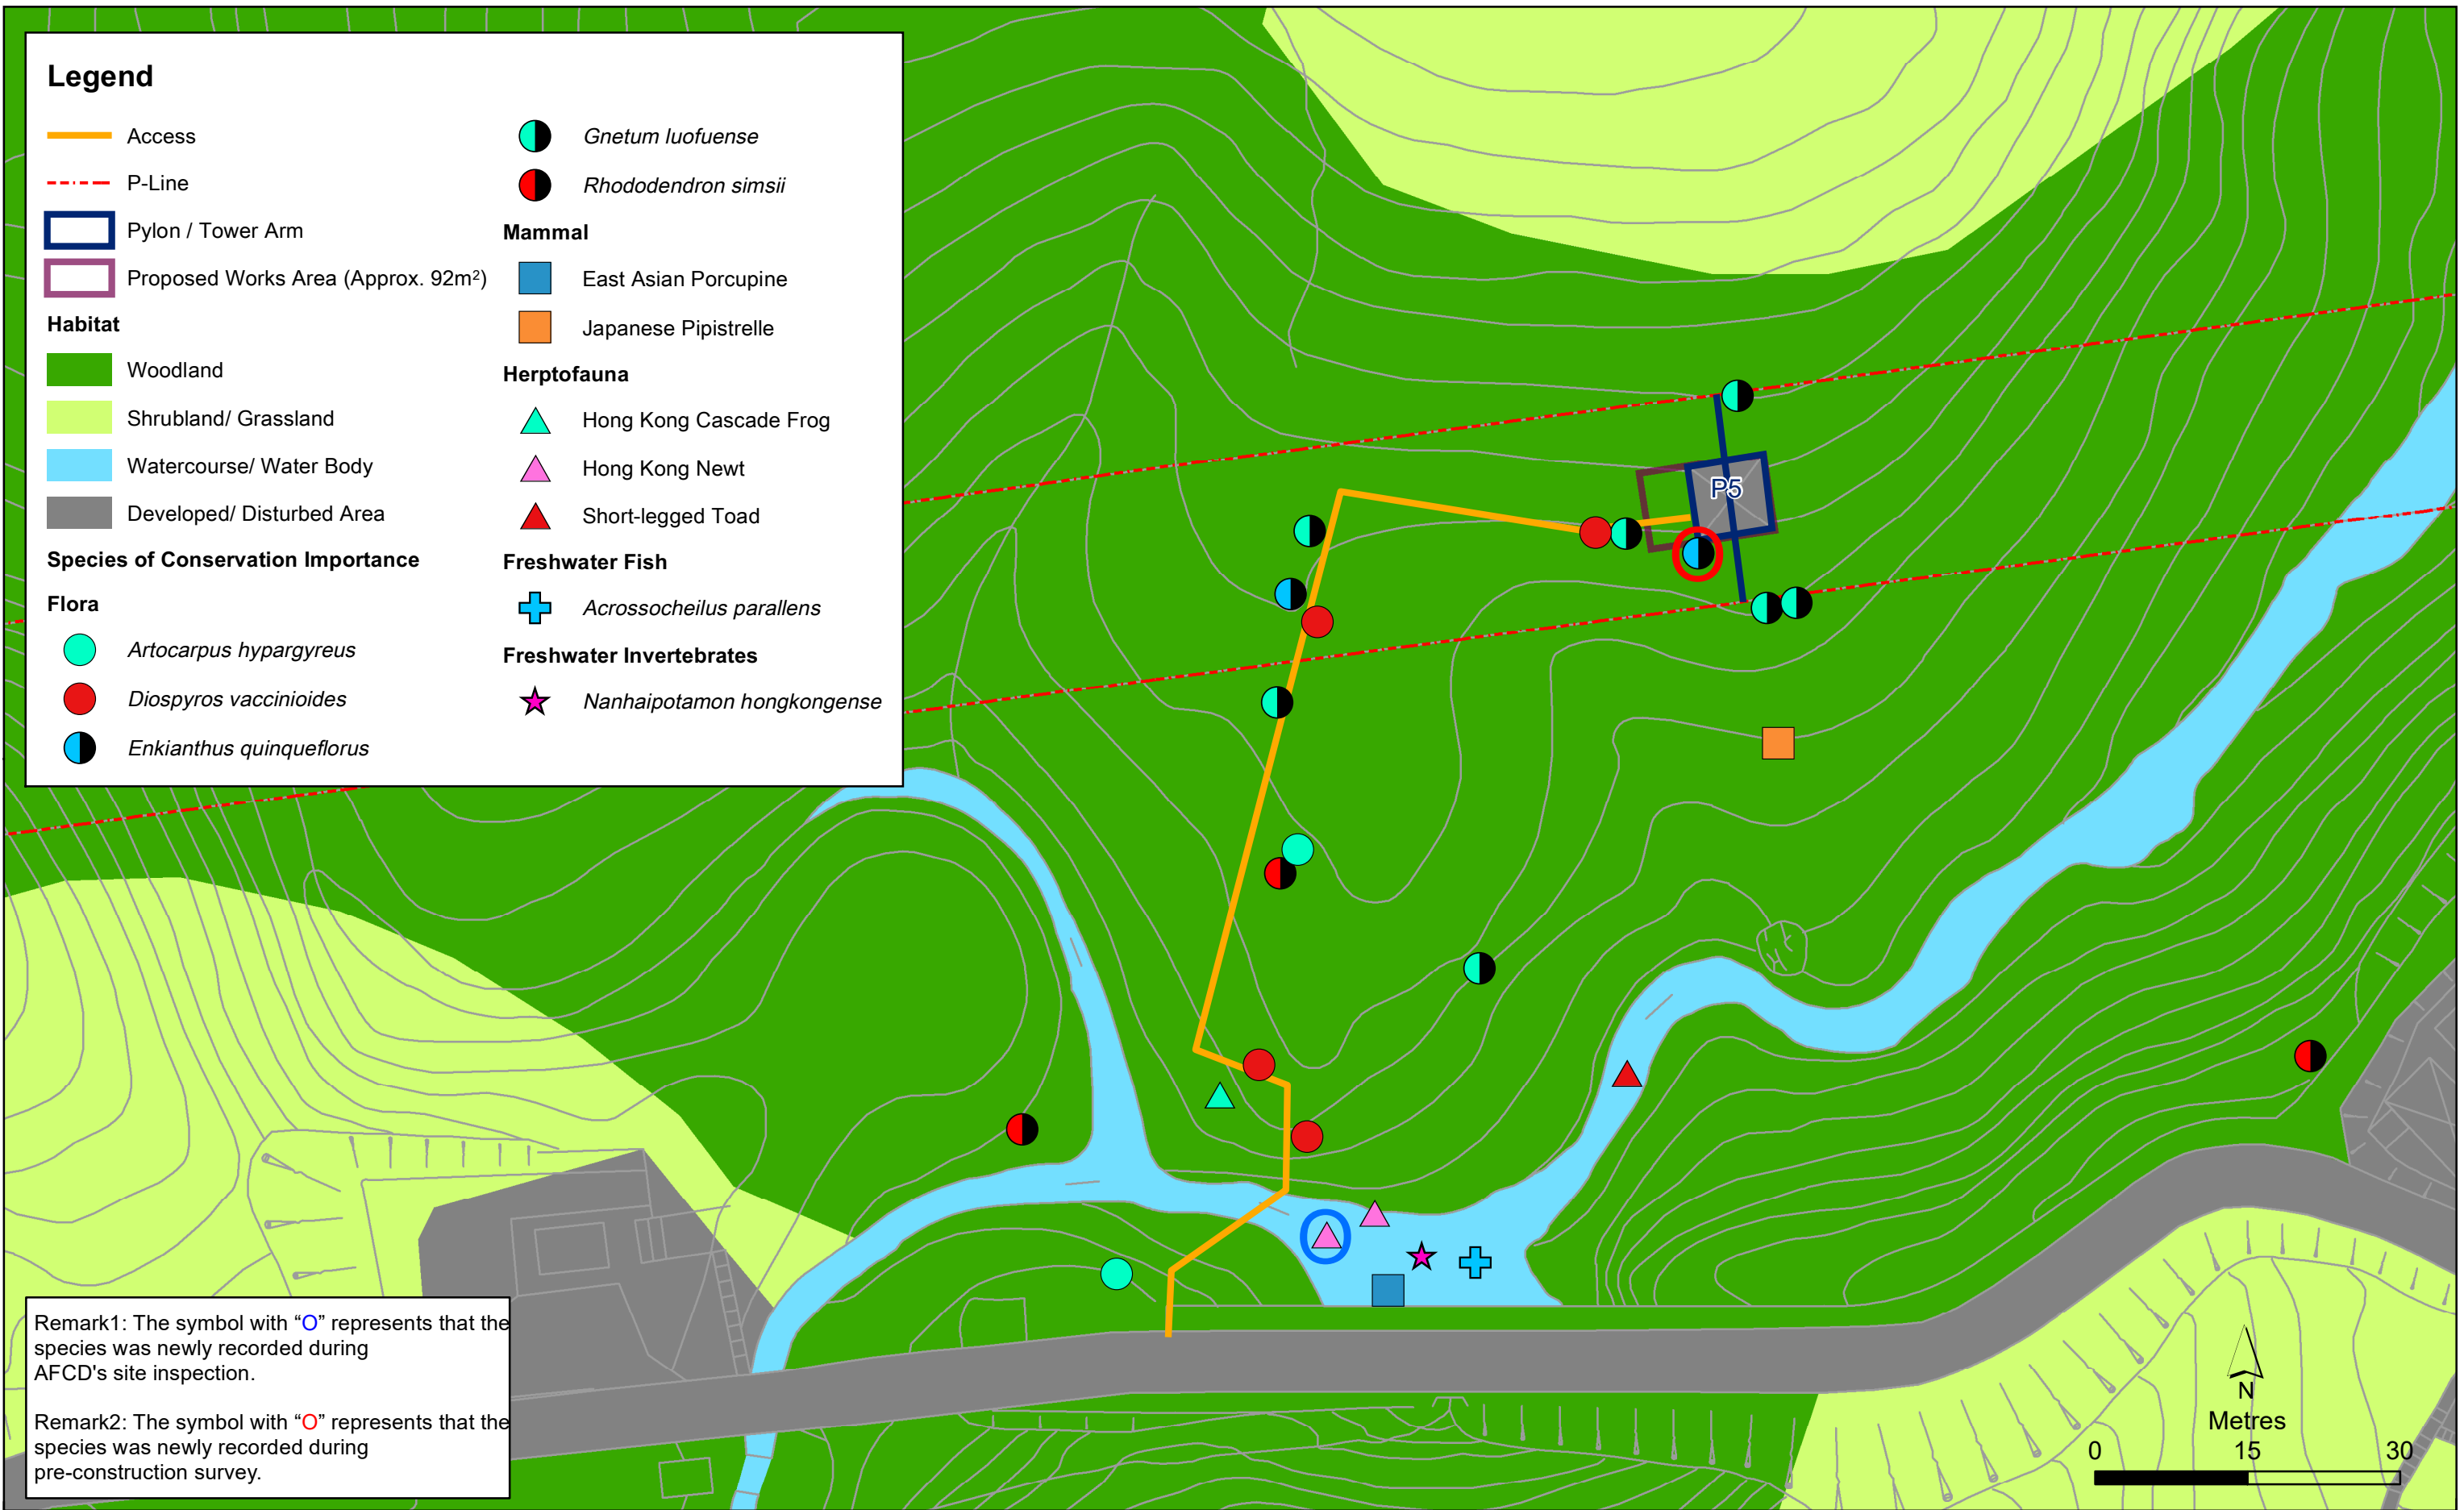 Legend
Access
P-Line
Pylon / Tower Arm
Proposed Works Area (Approx. 92m²)
Habitat
Woodland
Shrubland/ Grassland
Watercourse/ Water Body
Developed/ Disturbed Area
Species of Conservation Importance
Flora
Artocarpus hypargyreus
Diospyros vaccinioides
Enkianthus quinqueflorus
Gnetum luofuense
Rhododendron simsii
Mammal
East Asian Porcupine
Japanese Pipistrelle
Herptofauna
Hong Kong Cascade Frog
Hong Kong Newt
Short-legged Toad
Freshwater Fish
Acrossocheilus parallens
Freshwater Invertebrates
Nanhaipotamon hongkongense
P5
Remark1: The symbol with “O” represents that the
species was newly recorded during
AFCD's site inspection.
Remark2: The symbol with “O” represents that the
species was newly recorded during
pre-construction survey.
N
Metres
0 15 30